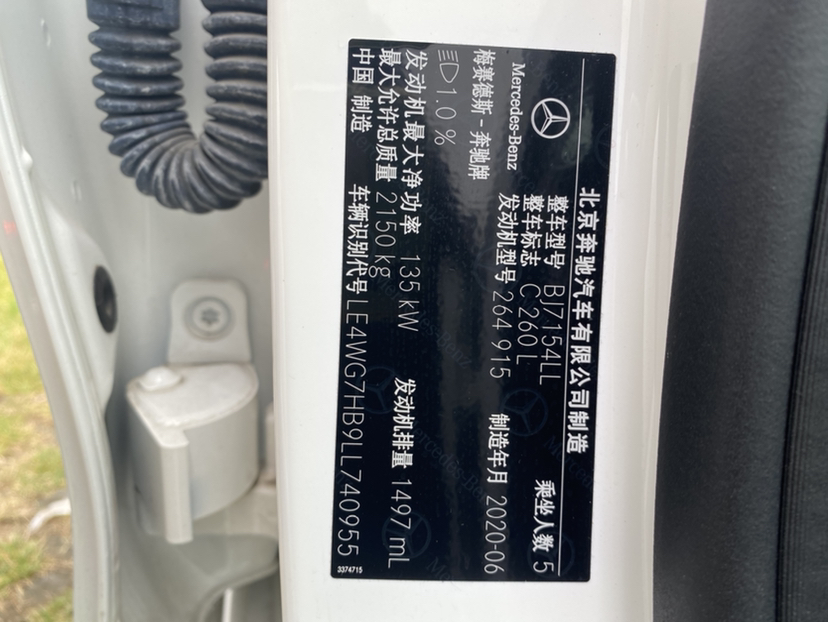 北京奔驰汽车有限公司制造
Mercedes-Benz
梅赛德斯-奔驰牌
整车型号 BJ7154LL 乘坐人数 5
整车标志 C 260 L
发动机型号 264 915 制造年月 2020-06
1.0 %
发动机最大净功率 135 kW 发动机排量 1497 mL
最大允许总质量 2150 kg
中国 制造 车辆识别代号 LE4WG7HB9LL740955
3374715